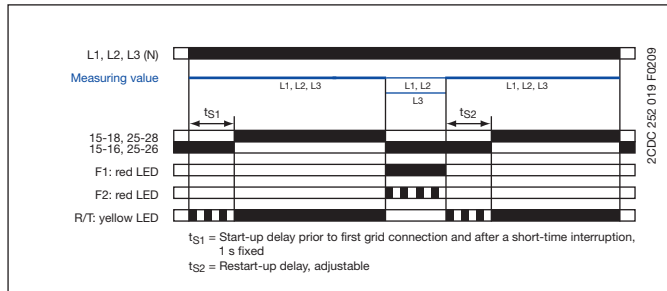 L1, L2, L3 (N)
Measuring value
L1, L2, L3
L1, L2
L3
L1, L2, L3
tS1
tS2
15-18, 25-28
15-16, 25-26
F1: red LED
F2: red LED
R/T: yellow LED
tS1 = Start-up delay prior to first grid connection and after a short-time interruption,
1 s fixed
tS2 = Restart-up delay, adjustable
2CDC 252 019 F0209